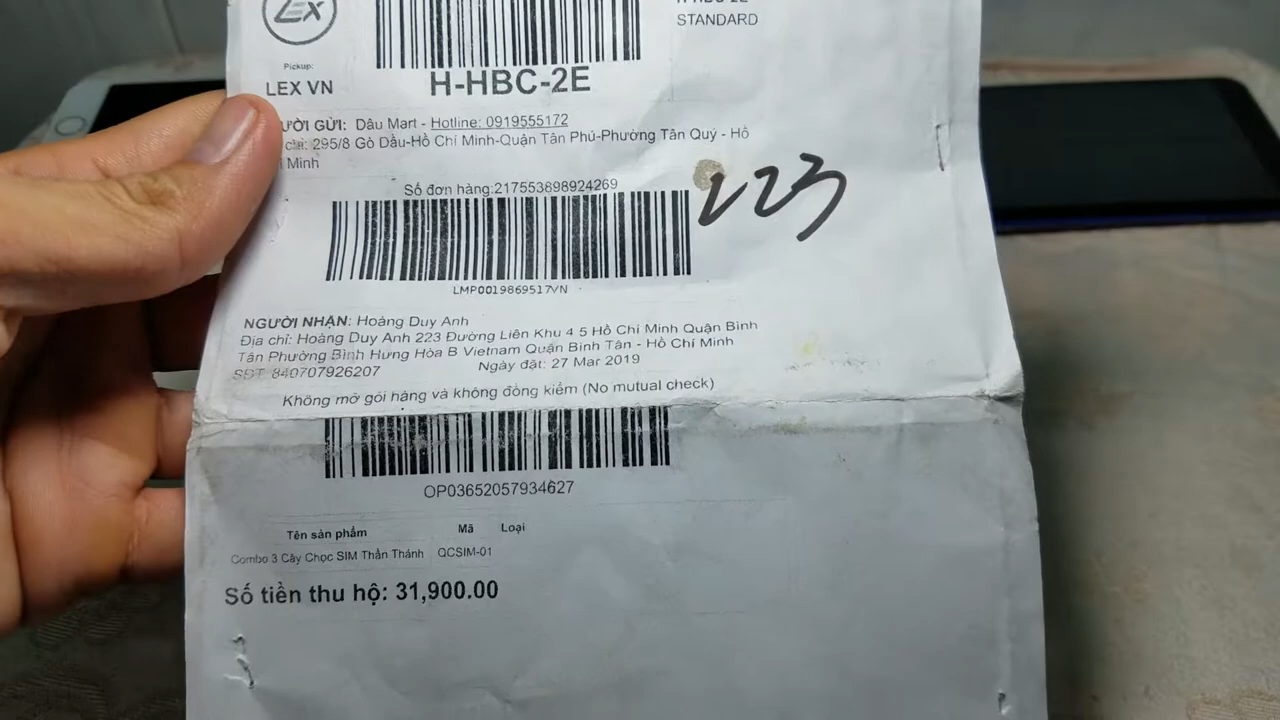 LEX
STANDARD
Pickup:
LEX VN
H-HBC-2E
ƯỜI GỬI: Dâu Mart - Hotline: 0919555172
chỉ: 295/8 Gò Dầu-Hồ Chí Minh-Quận Tân Phú-Phường Tân Quý - Hồ
Minh
Số đơn hàng:217553898924269
223
LMP0019869517VN
NGƯỜI NHẬN: Hoàng Duy Anh
Địa chỉ: Hoàng Duy Anh 223 Đường Liên Khu 4 5 Hồ Chí Minh Quận Bình
Tân Phường Bình Hưng Hòa B Vietnam Quận Bình Tân - Hồ Chí Minh
SĐT: 840707926207 Ngày đặt: 27 Mar 2019
Không mở gói hàng và không đồng kiểm (No mutual check)
OP03652057934627
Tên sản phẩm Mã Loại
Combo 3 Cây Chọc SIM Thần Thánh QCSIM-01
Số tiền thu hộ: 31,900.00